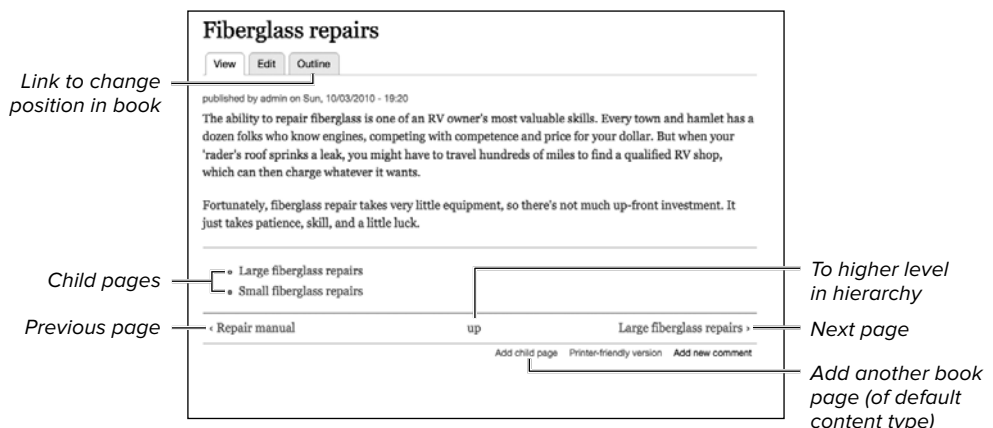 Fiberglass repairs
View Edit Outline
Link to change
position in book
published by admin on Sun, 10/03/2010 - 19:20
The ability to repair fiberglass is one of an RV owner's most valuable skills. Every town and hamlet has a
dozen folks who know engines, competing with competence and price for your dollar. But when your
'rader's roof sprinks a leak, you might have to travel hundreds of miles to find a qualified RV shop,
which can then charge whatever it wants.
Fortunately, fiberglass repair takes very little equipment, so there's not much up-front investment. It
just takes patience, skill, and a little luck.
Child pages
Large fiberglass repairs
Small fiberglass repairs
To higher level
in hierarchy
Previous page
‹ Repair manual up Large fiberglass repairs ›
Next page
Add child page Printer-friendly version Add new comment
Add another book
page (of default
content type)